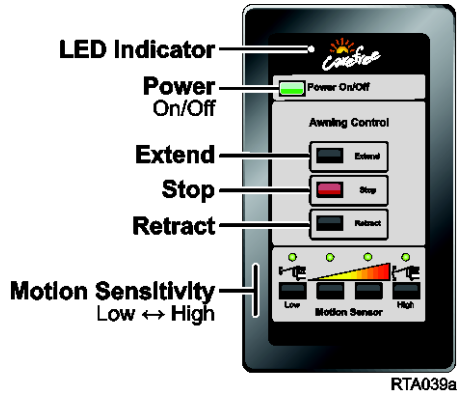 LED Indicator
Carefree
Power
On/Off
Power On/Off
Awning Control
Extend
Extend
Stop
Stop
Retract
Retract
Motion Sensitivity
Low ↔ High
Low
High
Motion Sensor
RTA039a